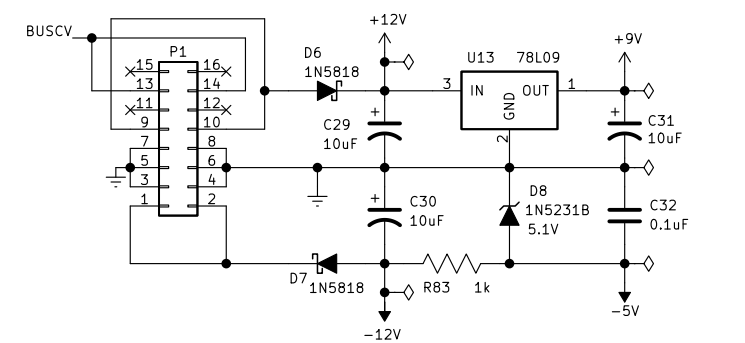 BUSCV
P1
15 16
13 14
11 12
9 10
7 8
5 6
3 4
1 2
D6
1N5818
+12V
C29
10uF
+
U13 78L09
3 IN OUT 1
GND
2
+9V
+
C31
10uF
+
C30
10uF
D8
1N5231B
5.1V
C32
0.1uF
D7
1N5818
R83 1k
-12V
-5V